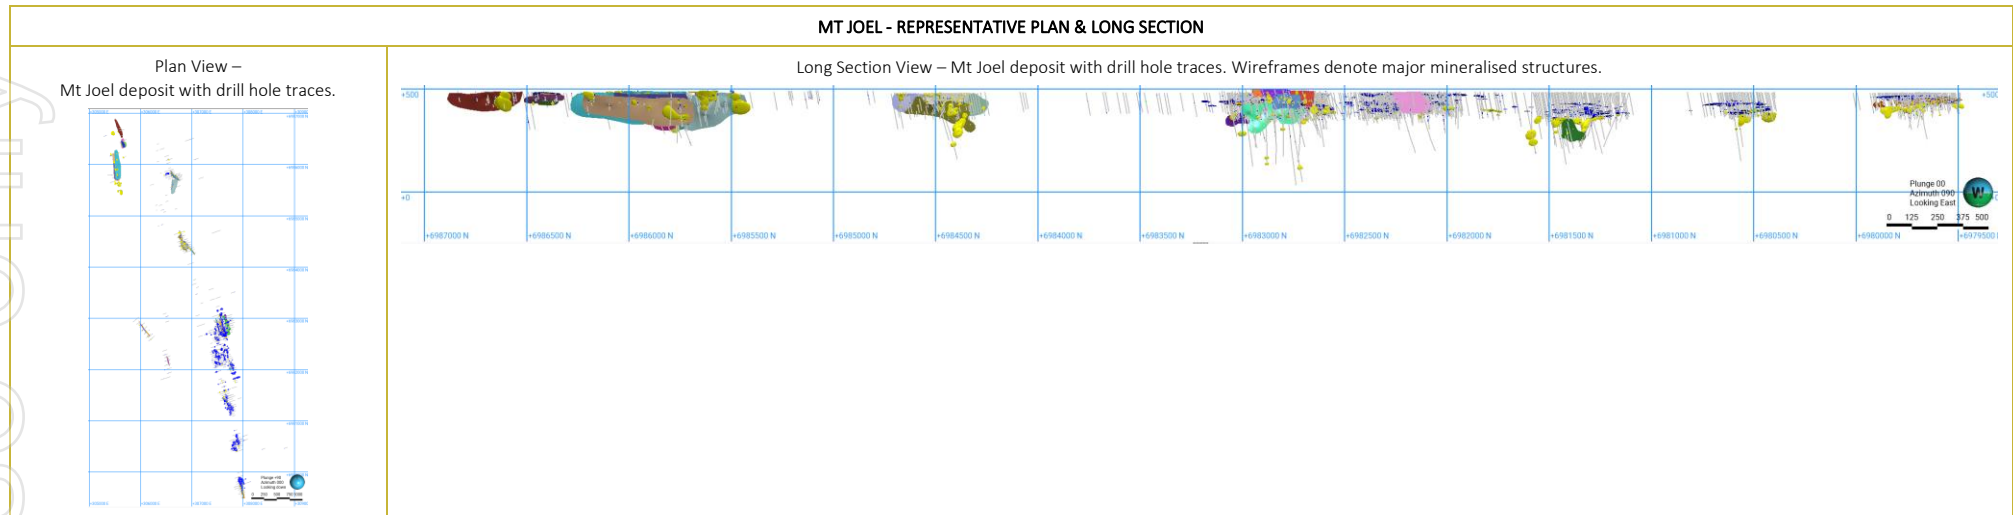 MT JOEL - REPRESENTATIVE PLAN & LONG SECTION
Plan View –
Mt Joel deposit with drill hole traces.
Long Section View – Mt Joel deposit with drill hole traces. Wireframes denote major mineralised structures.
+500
+0
Plunge 00
Azimuth 090
Looking East
W
0 125 250 375 500
+6987000 N
+6986500 N
+6986000 N
+6985500 N
+6985000 N
+6984500 N
+6984000 N
+6983500 N
+6983000 N
+6982500 N
+6982000 N
+6981500 N
+6981000 N
+6980500 N
+6980000 N
+6979500